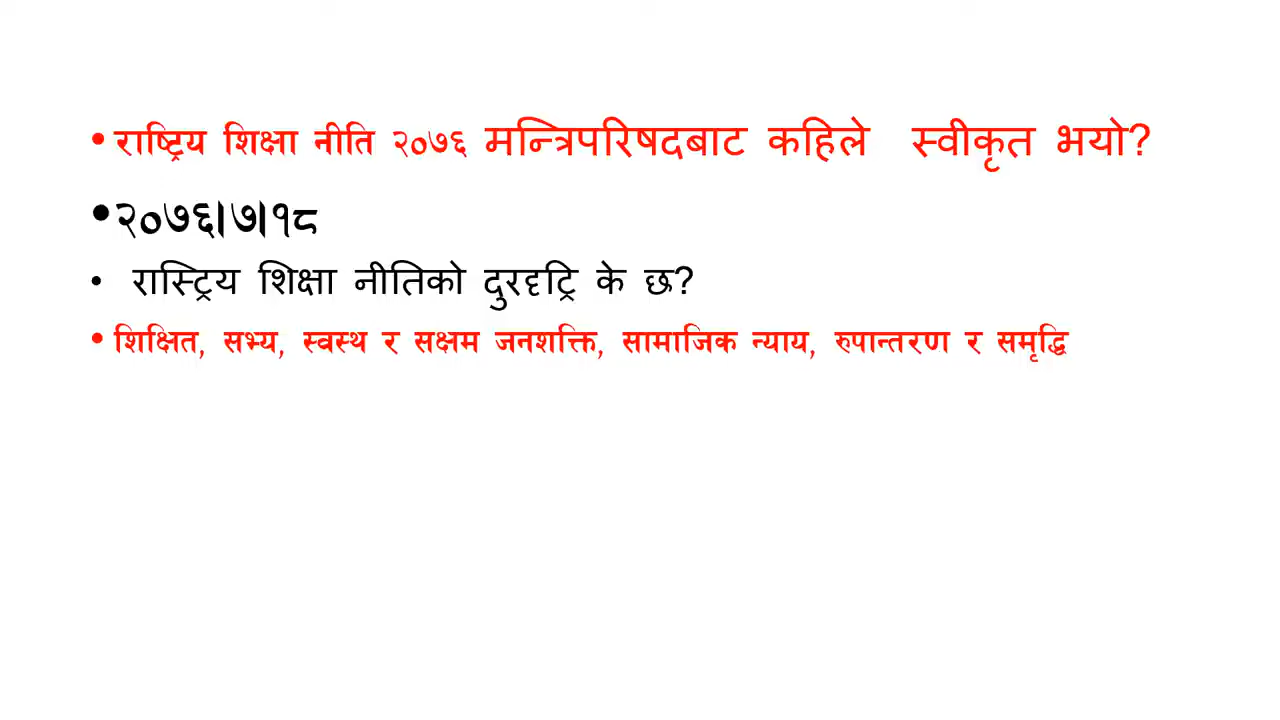 • राष्ट्रिय शिक्षा नीति २०७६ मन्त्रिपरिषदबाट कहिले स्वीकृत भयो?
• २०७६।७।१८
• रास्ट्रिय शिक्षा नीतिको दुरदृट्रि के छ?
• शिक्षित, सभ्य, स्वस्थ र सक्षम जनशक्ति, सामाजिक न्याय, रुपान्तरण र समृद्धि